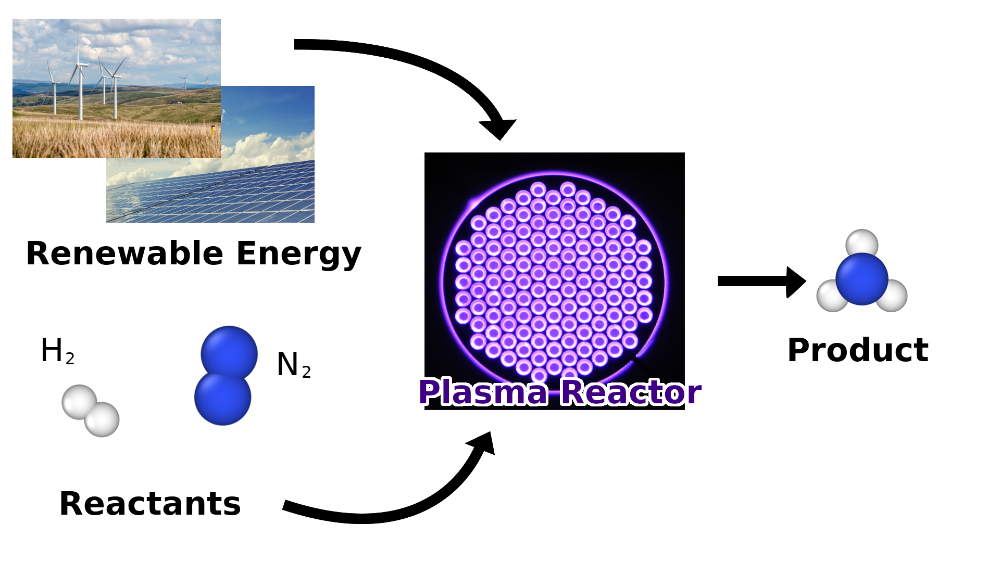 Renewable Energy
H₂
N₂
Plasma Reactor
Product
Reactants